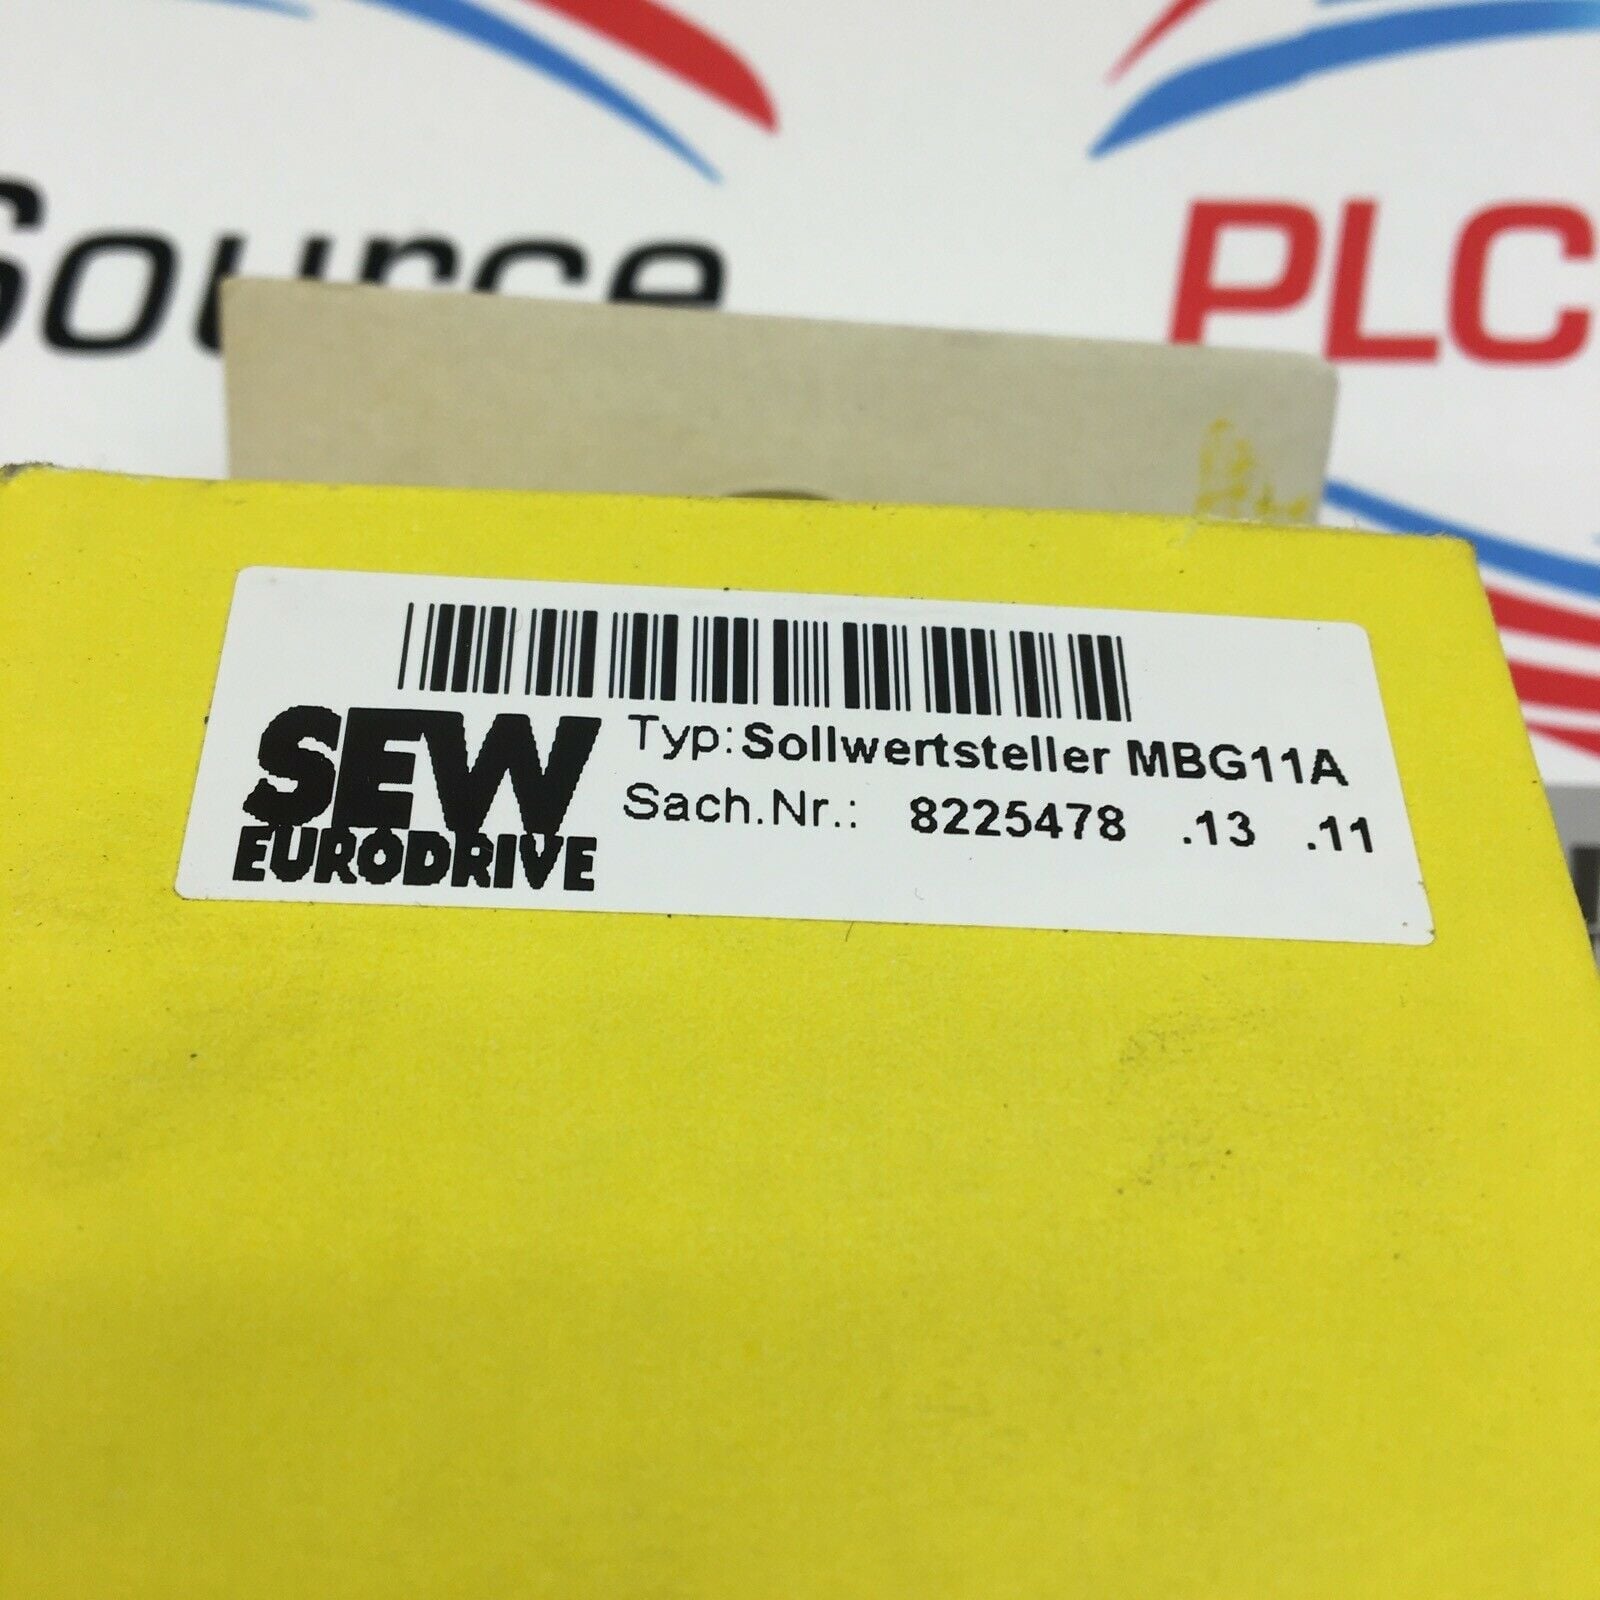 Source
PLC
SEW
EURODRIVE
Typ: Sollwertsteller MBG11A
Sach.Nr.: 8225478 .13 .11